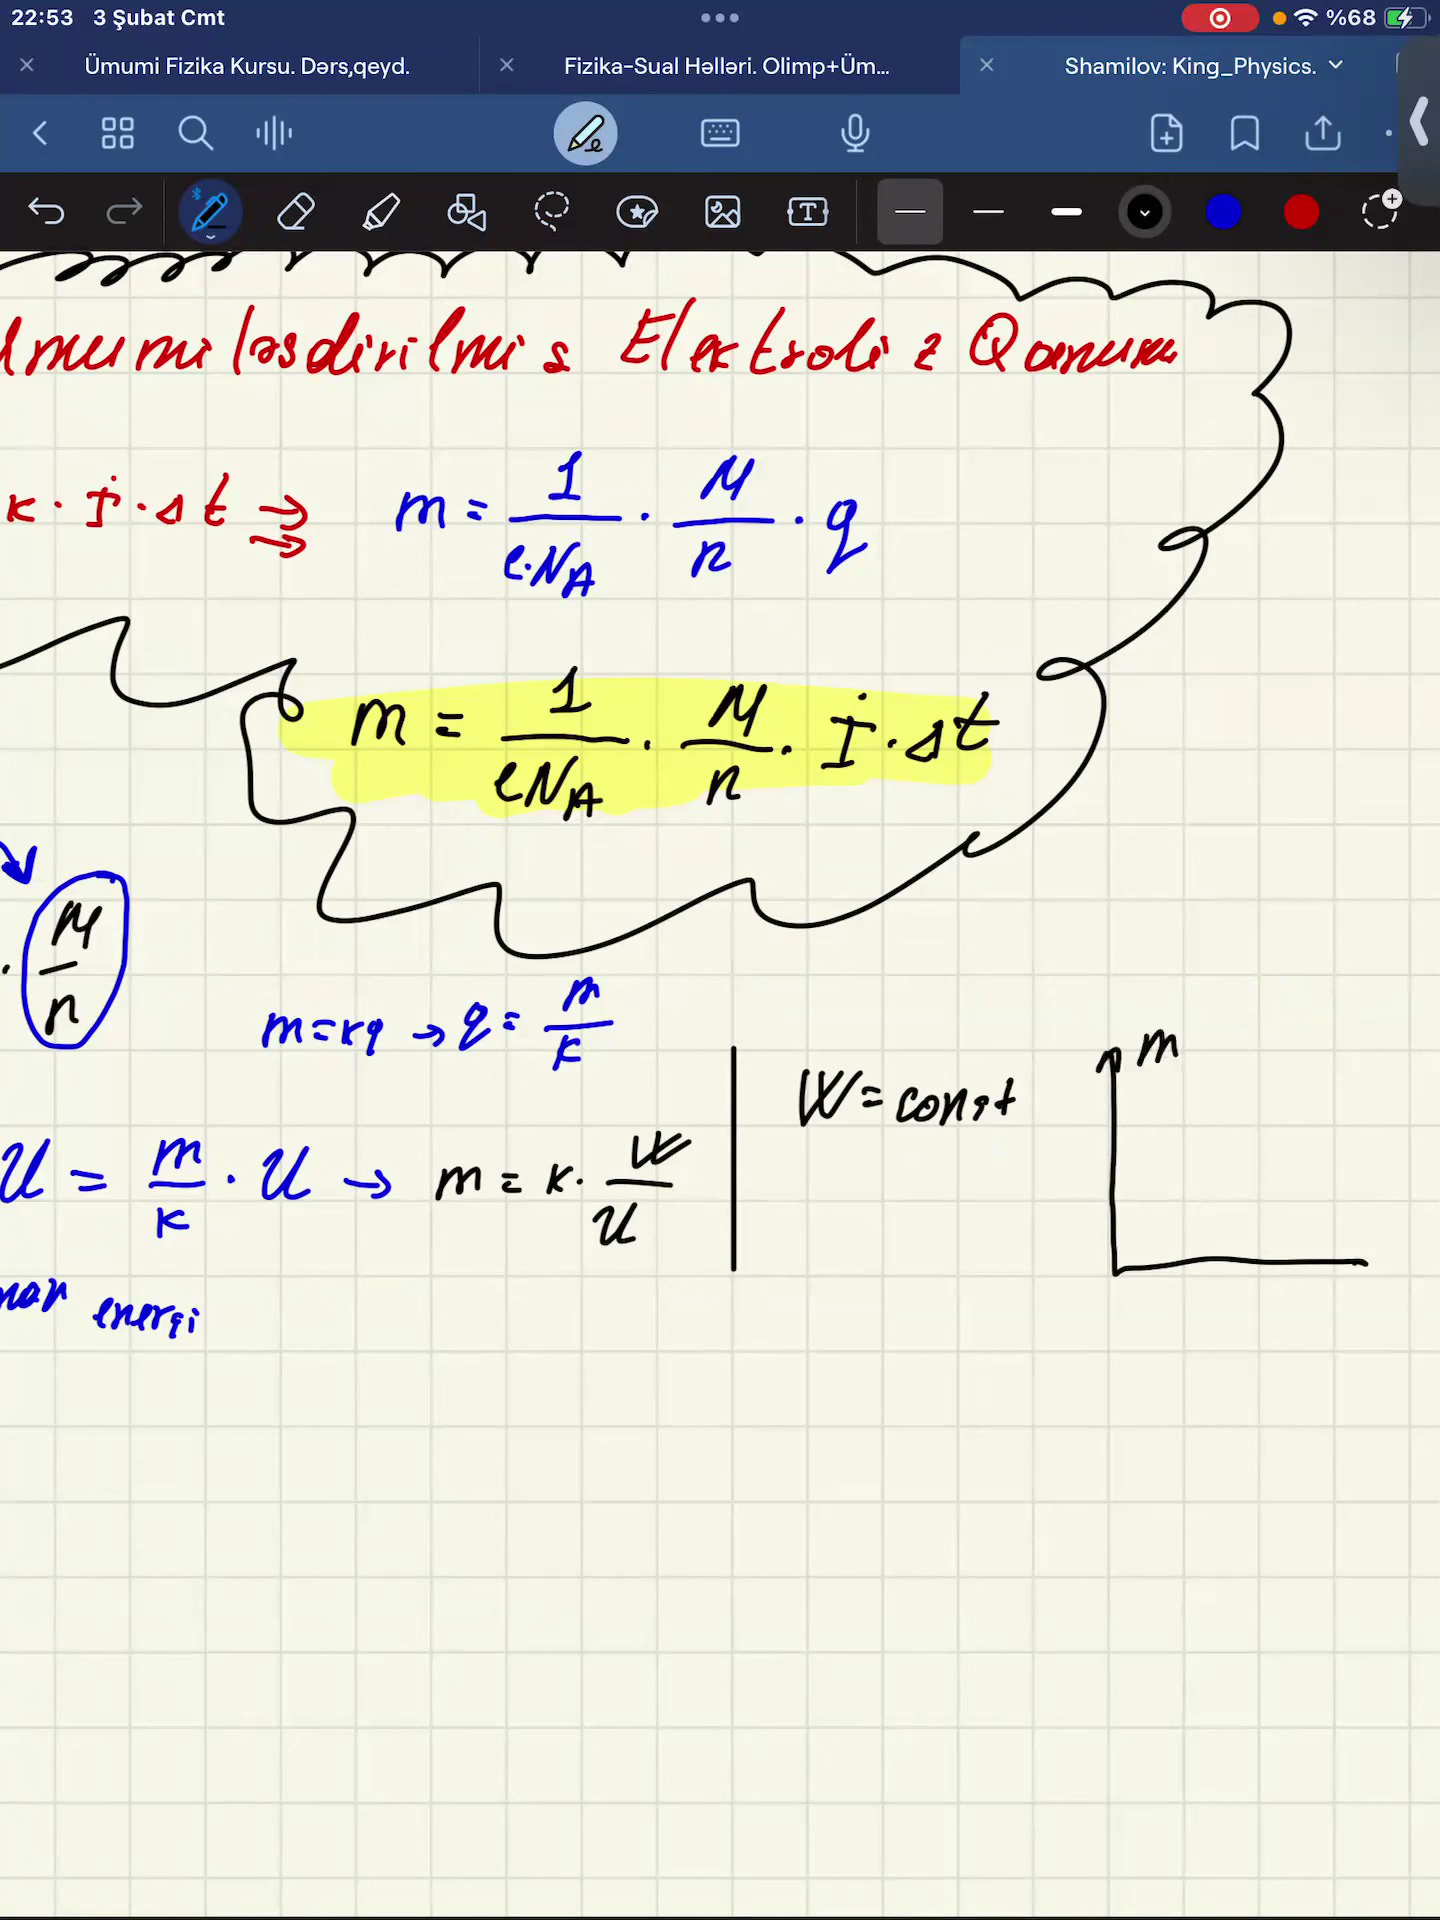 22:53 3 Şubat Cmt %68
Ümumi Fizika Kursu. Dərs,qeyd. Fizika-Sual Həlləri. Olimp+Üm... Shamilov: King_Physics.
Ümumiləşdirilmiş Elektroliz Qanunu
k · I · Δt ⇒ m = 1/(e·N_A) · M/n · q
m = 1/(eN_A) · M/n · I · Δt
· M/n
m = kq → q = m/k
W = const m
U = m/k · U → m = k · W/U
energi